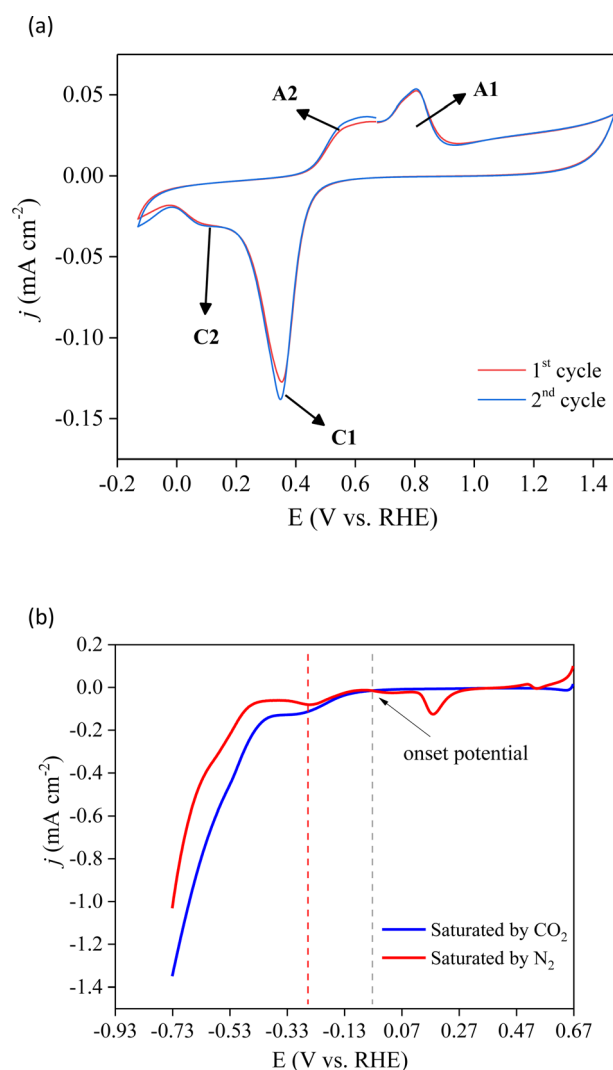 (a)
A2
A1
C2
C1
1st cycle
2nd cycle
0.05
0.00
-0.05
-0.10
-0.15
j (mA cm-2)
-0.2 0.0 0.2 0.4 0.6 0.8 1.0 1.2 1.4
E (V vs. RHE)
(b)
0.2
0.0
-0.2
-0.4
-0.6
-0.8
-1.0
-1.2
-1.4
j (mA cm-2)
onset potential
Saturated by CO2
Saturated by N2
-0.93 -0.73 -0.53 -0.33 -0.13 0.07 0.27 0.47 0.67
E (V vs. RHE)